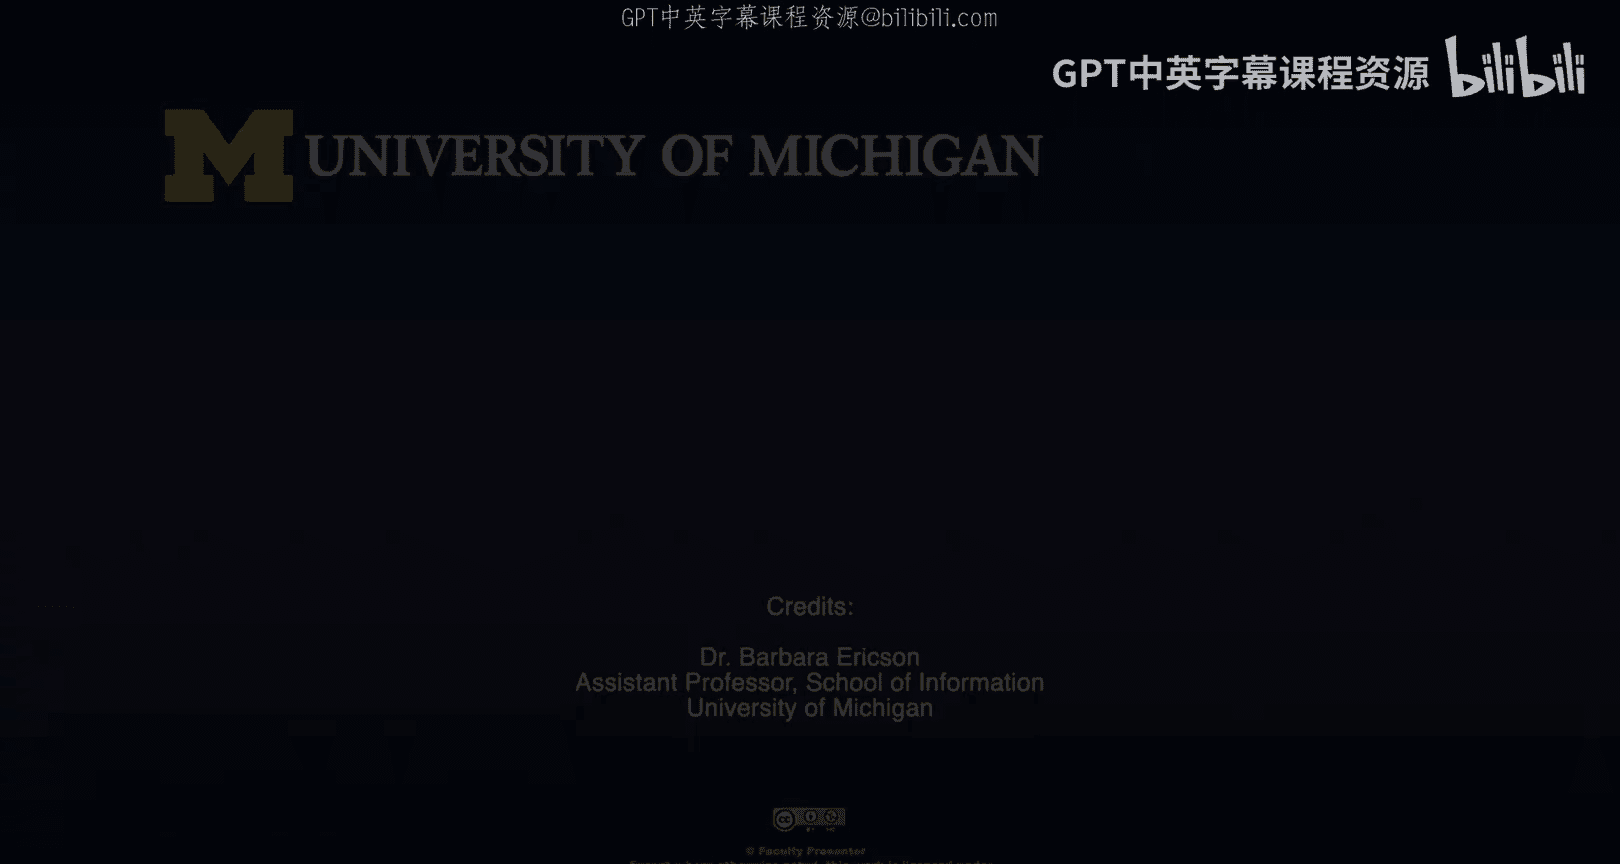 GPT中英字幕课程资源@bilibili.com
GPT中英字幕课程资源 bilibili
M UNIVERSITY OF MICHIGAN
Credits:
Dr. Barbara Ericson
Assistant Professor, School of Information
University of Michigan
© Faculty Presenter